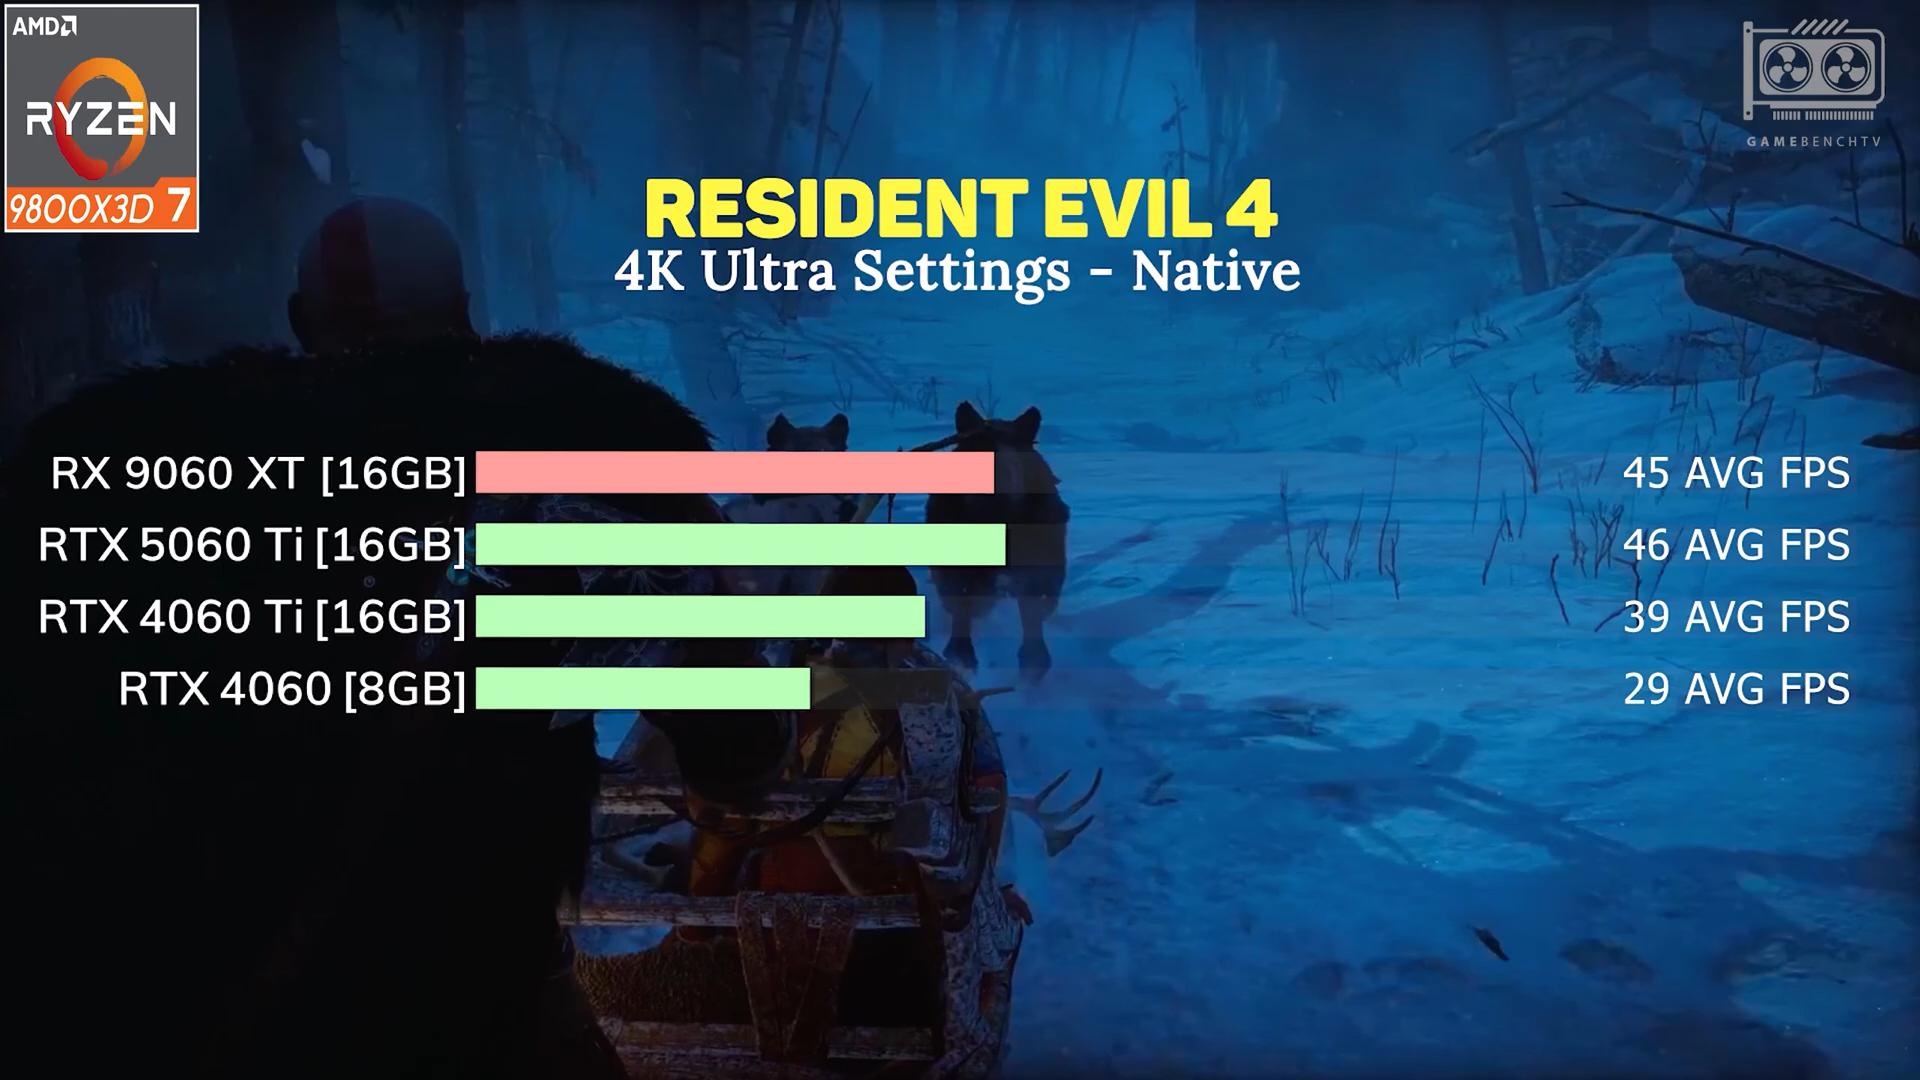 AMD
RYZEN
9800X3D 7
GAMEBENCHTV
RESIDENT EVIL 4
4K Ultra Settings - Native
RX 9060 XT [16GB] 45 AVG FPS
RTX 5060 Ti [16GB] 46 AVG FPS
RTX 4060 Ti [16GB] 39 AVG FPS
RTX 4060 [8GB] 29 AVG FPS